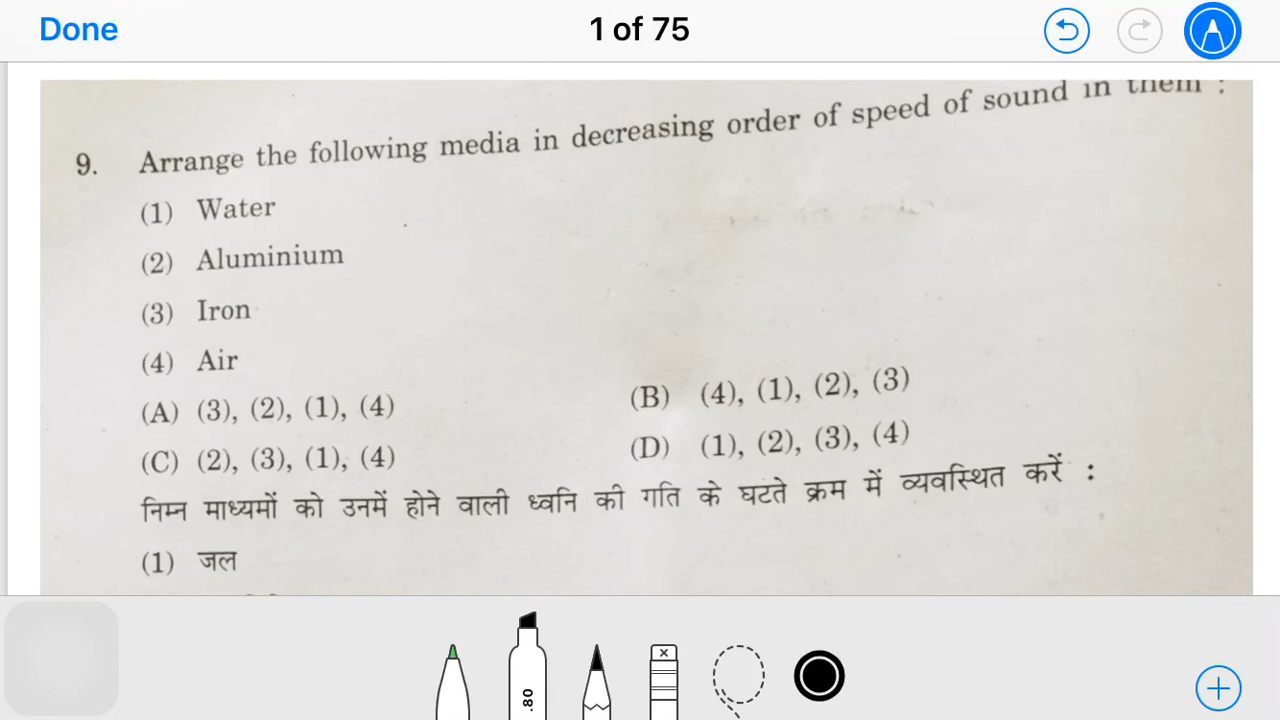 Done
1 of 75
9. Arrange the following media in decreasing order of speed of sound in them :
(1) Water
(2) Aluminium
(3) Iron
(4) Air
(A) (3), (2), (1), (4) (B) (4), (1), (2), (3)
(C) (2), (3), (1), (4) (D) (1), (2), (3), (4)
निम्न माध्यमों को उनमें होने वाली ध्वनि की गति के घटते क्रम में व्यवस्थित करें :
(1) जल
.80